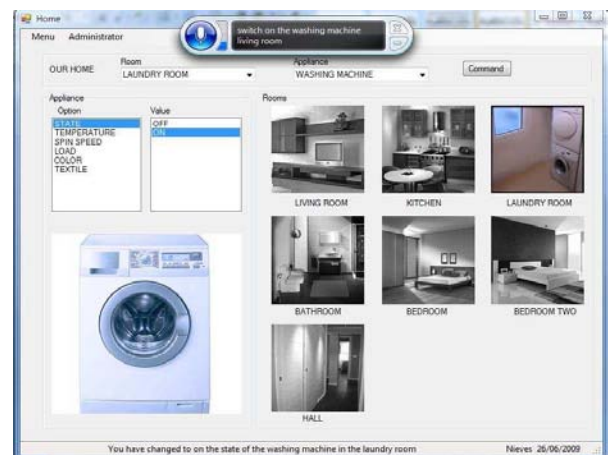 Home
switch on the washing machine
living room
Menu Administrator
OUR HOME
Room
LAUNDRY ROOM
Appliance
WASHING MACHINE
Command
Appliance
Option
STATE
TEMPERATURE
SPIN SPEED
LOAD
COLOR
TEXTILE
Value
OFF
ON
Rooms
LIVING ROOM
KITCHEN
LAUNDRY ROOM
BATHROOM
BEDROOM
BEDROOM TWO
HALL
You have changed to on the state of the washing machine in the laundry room
Nieves 26/06/2009